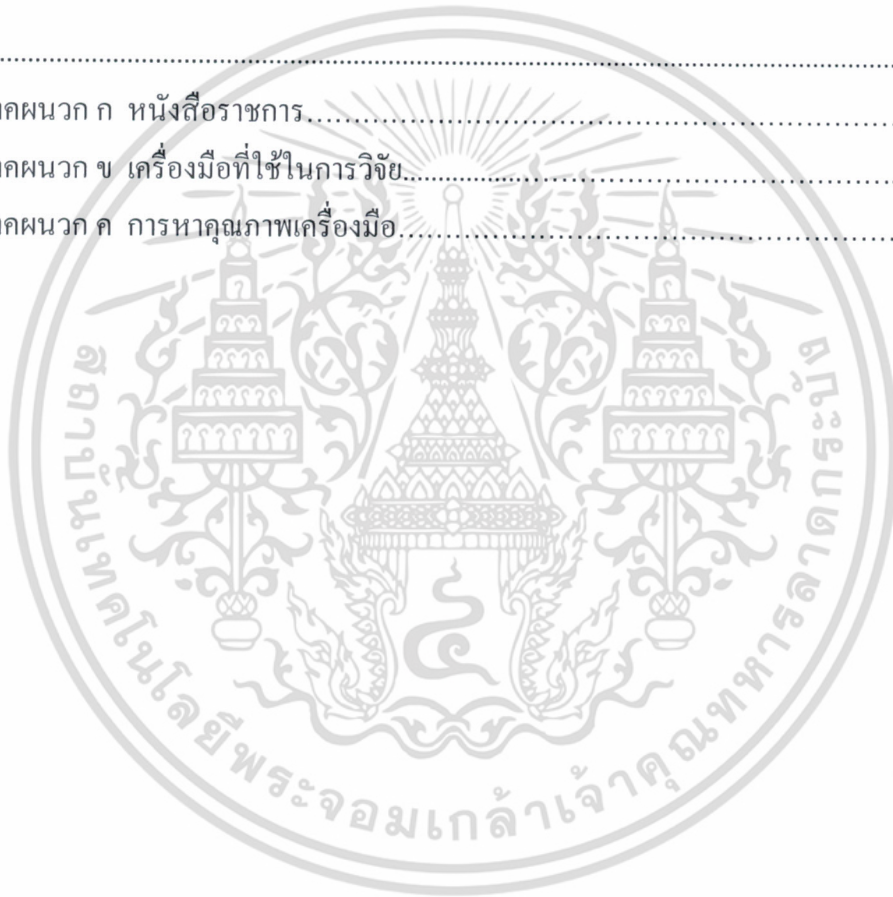 ผนวก ก หนังสือราชการ
ผนวก ข เครื่องมือที่ใช้ในการวิจัย
ผนวก ค การหาคุณภาพเครื่องมือ
สถาบันเทคโนโลยีพระจอมเกล้าเจ้าคุณทหารลาดกระบัง
๔